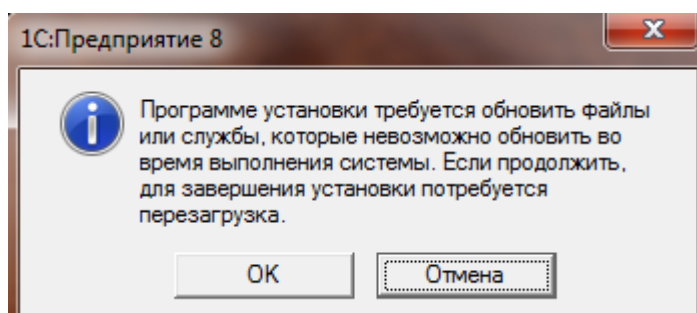 1С:Предприятие 8
Программе установки требуется обновить файлы
или службы, которые невозможно обновить во
время выполнения системы. Если продолжить,
для завершения установки потребуется
перезагрузка.
OK
Отмена